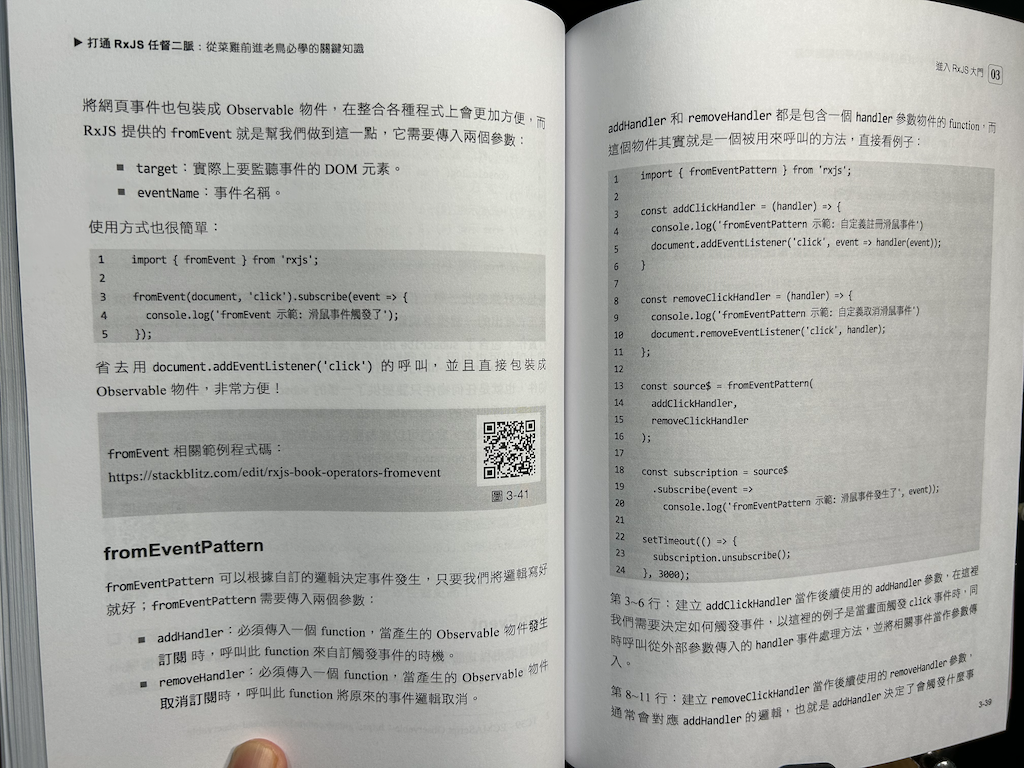 ▶ 打通 RxJS 任督二脈：從菜雞前進老鳥必學的關鍵知識
將網頁事件也包裝成 Observable 物件，在整合各種程式上會更加方便，而
RxJS 提供的 fromEvent 就是幫我們做到這一點，它需要傳入兩個參數：
■ target：實際上要監聽事件的 DOM 元素。
■ eventName：事件名稱。
使用方式也很簡單：
1 import { fromEvent } from 'rxjs';
2
3 fromEvent(document, 'click').subscribe(event => {
4 console.log('fromEvent 示範: 滑鼠事件觸發了');
5 });
省去用 document.addEventListener('click') 的呼叫，並且直接包裝成
Observable 物件，非常方便！
fromEvent 相關範例程式碼：
https://stackblitz.com/edit/rxjs-book-operators-fromevent
圖 3-41
fromEventPattern
fromEventPattern 可以根據自訂的邏輯決定事件發生，只要我們將邏輯寫好
就好；fromEventPattern 需要傳入兩個參數：
■ addHandler：必須傳入一個 function，當產生的 Observable 物件發生
訂閱 時，呼叫此 function 來自訂觸發事件的時機。
■ removeHandler：必須傳入一個 function，當產生的 Observable 物件
取消訂閱時，呼叫此 function 將原來的事件邏輯取消。
進入 RxJS 大門 03
addHandler 和 removeHandler 都是包含一個 handler 參數物件的 function，而
這個物件其實就是一個被用來呼叫的方法，直接看例子：
1 import { fromEventPattern } from 'rxjs';
2
3 const addClickHandler = (handler) => {
4 console.log('fromEventPattern 示範: 自定義註冊滑鼠事件')
5 document.addEventListener('click', event => handler(event));
6 }
7
8 const removeClickHandler = (handler) => {
9 console.log('fromEventPattern 示範: 自定義取消滑鼠事件')
10 document.removeEventListener('click', handler);
11 };
12
13 const source$ = fromEventPattern(
14 addClickHandler,
15 removeClickHandler
16 );
17
18 const subscription = source$
19 .subscribe(event =>
20 console.log('fromEventPattern 示範: 滑鼠事件發生了', event));
21
22 setTimeout(() => {
23 subscription.unsubscribe();
24 }, 3000);
第 3~6 行：建立 addClickHandler 當作後續使用的 addHandler 參數，在這裡
我們需要決定如何觸發事件，以這裡的例子是當畫面觸發 click 事件時，同
時呼叫從外部參數傳入的 handler 事件處理方法，並將相關事件當作參數傳
入。
第 8~11 行：建立 removeClickHandler 當作後續使用的 removeHandler 參數，
通常會對應 addHandler 的邏輯，也就是 addHandler 決定了會觸發什麼事
3-39